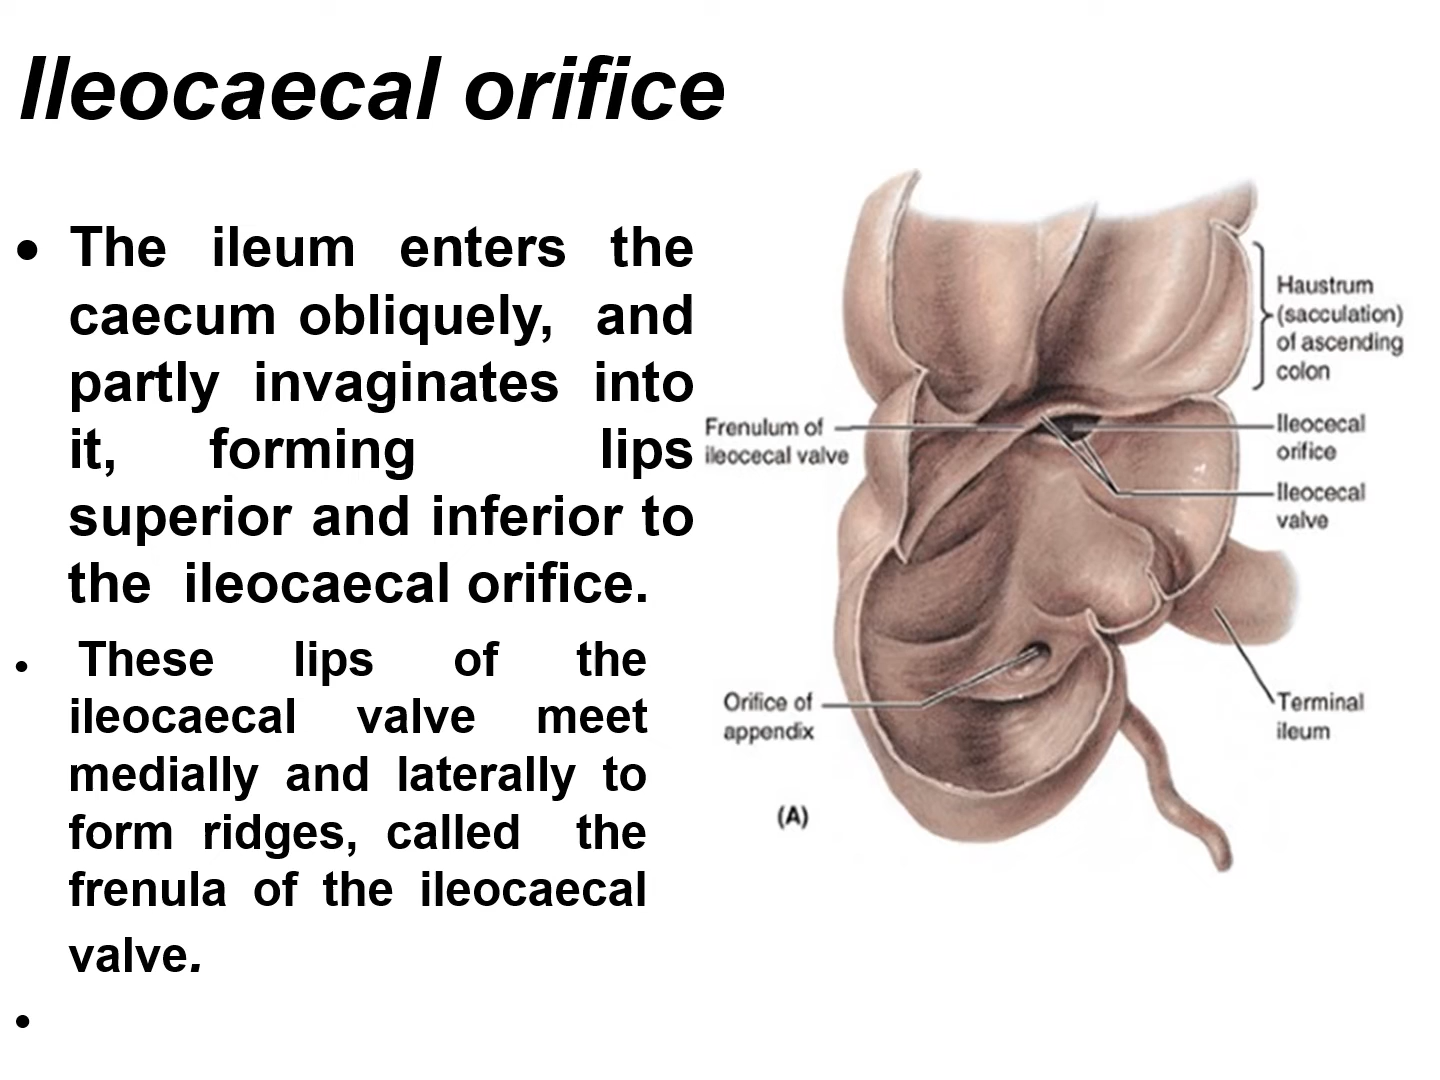 Ileocaecal orifice
• The ileum enters the
caecum obliquely, and
partly invaginates into
it, forming lips
superior and inferior to
the ileocaecal orifice.
• These lips of the
ileocaecal valve meet
medially and laterally to
form ridges, called the
frenula of the ileocaecal
valve.
•
Haustrum
(sacculation)
of ascending
colon
Frenulum of
ileocecal valve
Ileocecal
orifice
Ileocecal
valve
Orifice of
appendix
Terminal
ileum
(A)